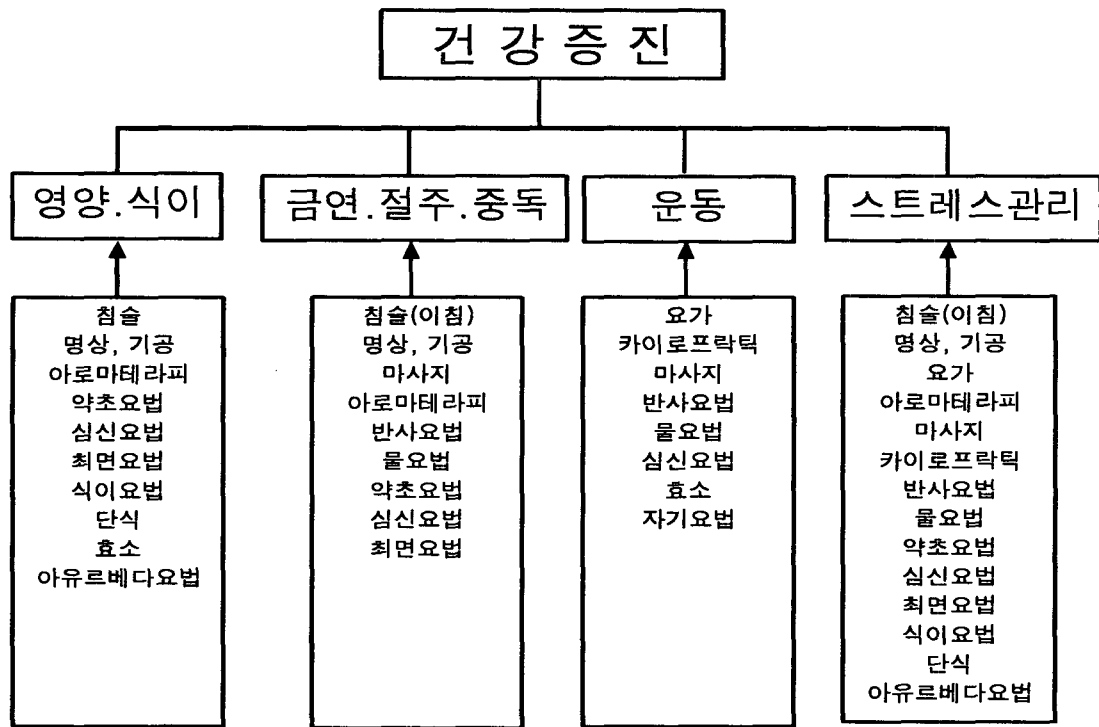 건강증진
영양.식이
금연.절주.중독
운동
스트레스관리
침술
명상, 기공
아로마테라피
약초요법
심신요법
최면요법
식이요법
단식
효소
아유르베다요법
침술(이침)
명상, 기공
마사지
아로마테라피
반사요법
물요법
약초요법
심신요법
최면요법
요가
카이로프락틱
마사지
반사요법
물요법
심신요법
효소
자기요법
침술(이침)
명상, 기공
요가
아로마테라피
마사지
카이로프락틱
반사요법
물요법
약초요법
심신요법
최면요법
식이요법
단식
아유르베다요법